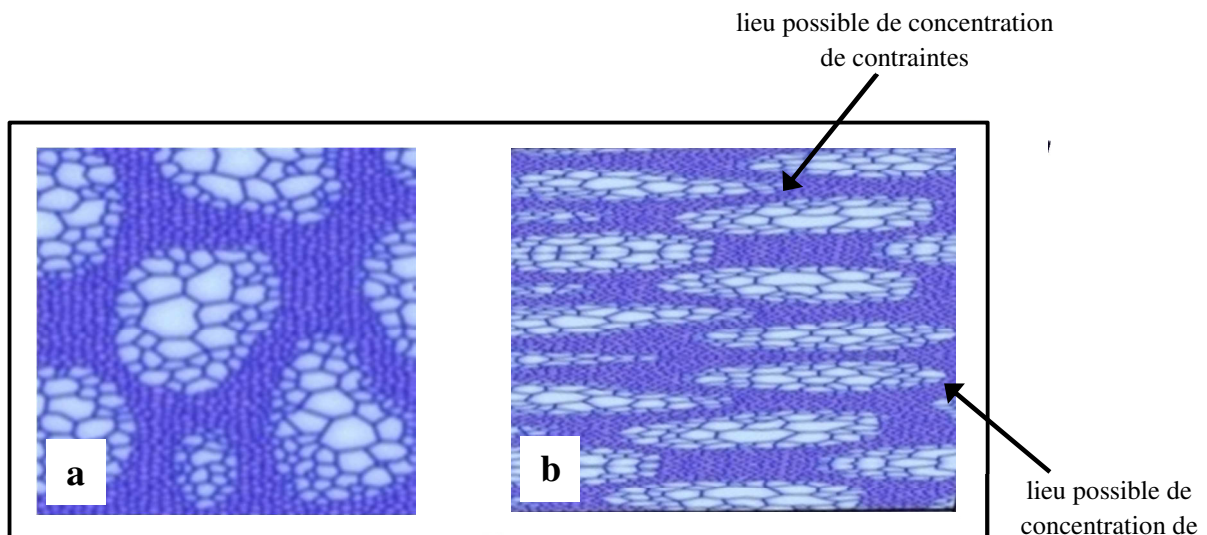 lieu possible de concentration
de contraintes
a
b
lieu possible de
concentration de